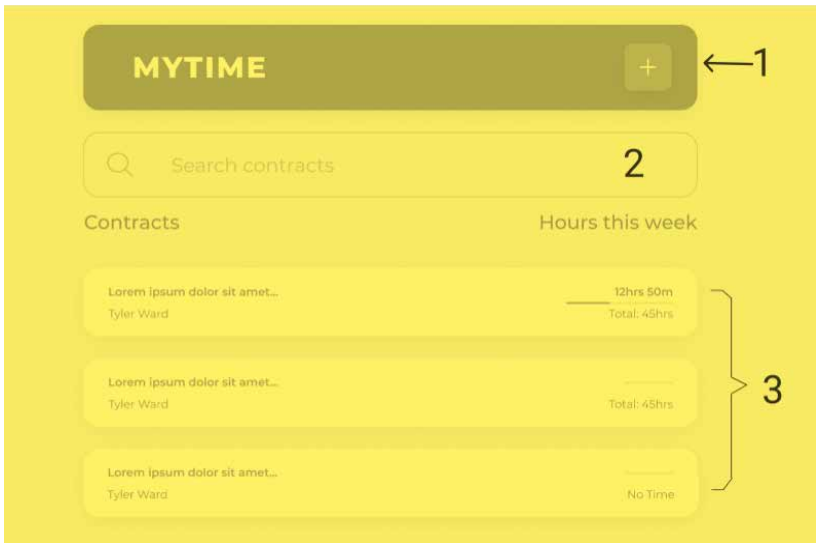 MYTIME + 1
Search contracts 2
Contracts Hours this week
Lorem ipsum dolor sit amet... 12hrs 50m
Tyler Ward Total: 45hrs
Lorem ipsum dolor sit amet...
Tyler Ward Total: 45hrs
3
Lorem ipsum dolor sit amet...
Tyler Ward No Time